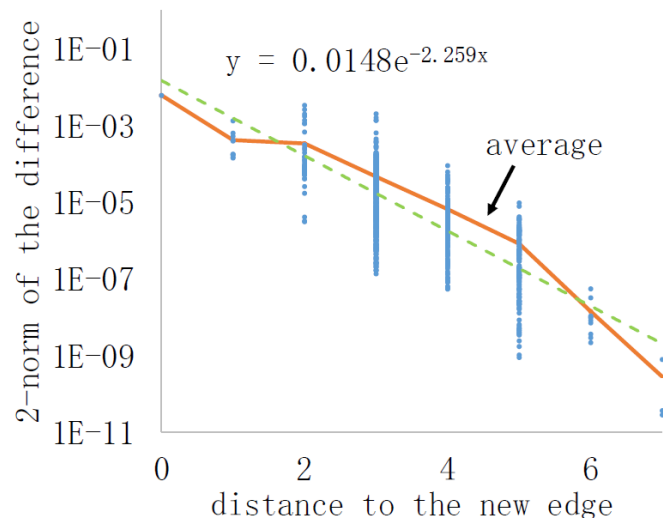 1E-01
y = 0.0148e^-2.259x
1E-03
average
1E-05
1E-07
1E-09
1E-11
2-norm of the difference
0 2 4 6
distance to the new edge